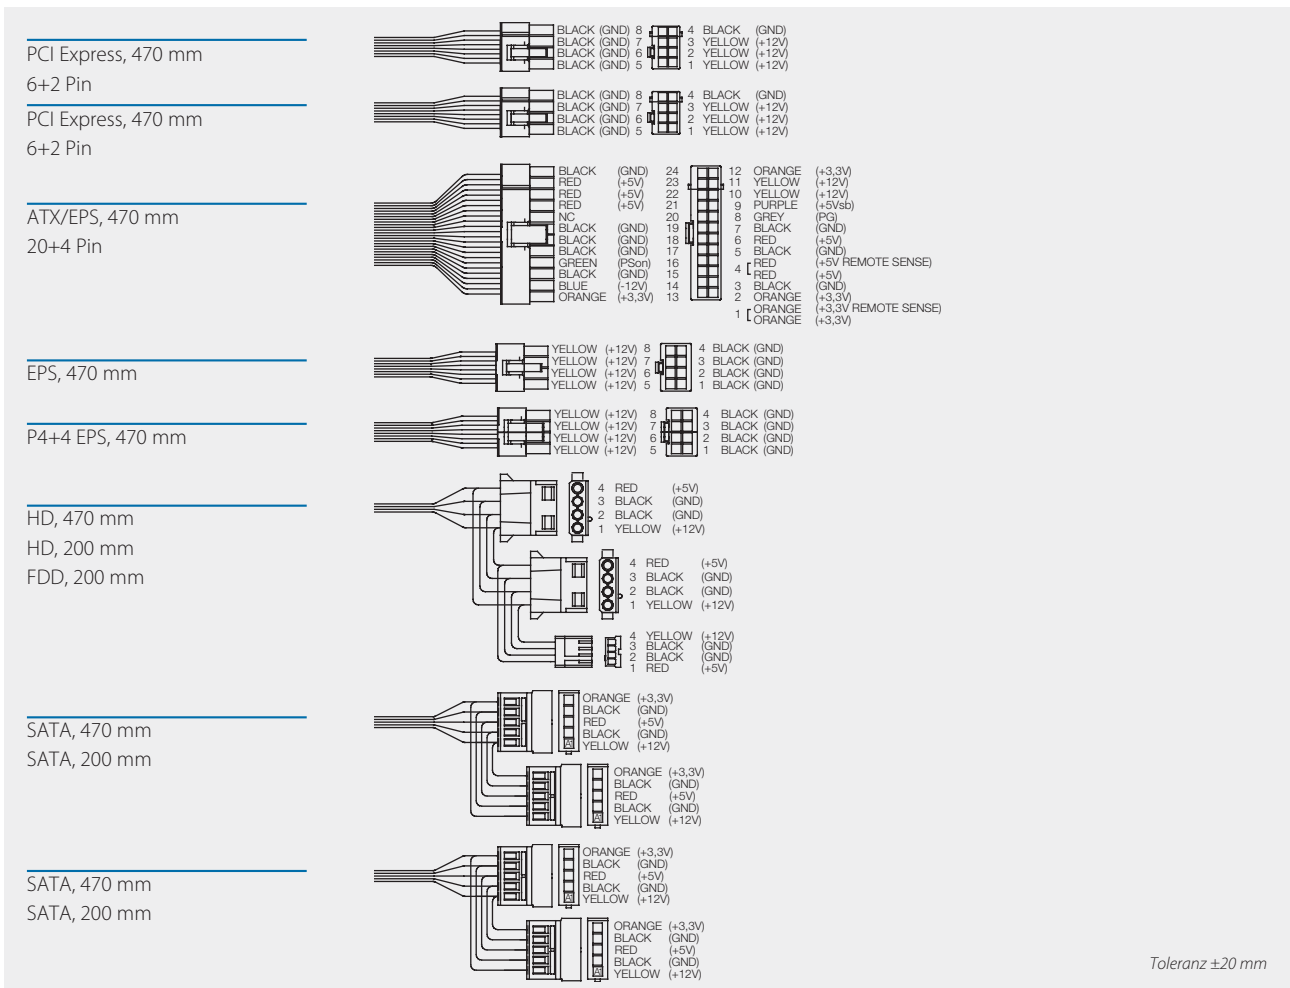 PCI Express, 470 mm
6+2 Pin
BLACK (GND) 8 4 BLACK (GND)
BLACK (GND) 7 3 YELLOW (+12V)
BLACK (GND) 6 2 YELLOW (+12V)
BLACK (GND) 5 1 YELLOW (+12V)
PCI Express, 470 mm
6+2 Pin
BLACK (GND) 8 4 BLACK (GND)
BLACK (GND) 7 3 YELLOW (+12V)
BLACK (GND) 6 2 YELLOW (+12V)
BLACK (GND) 5 1 YELLOW (+12V)
ATX/EPS, 470 mm
20+4 Pin
BLACK (GND) 24 12 ORANGE (+3,3V)
RED (+5V) 23 11 YELLOW (+12V)
RED (+5V) 22 10 YELLOW (+12V)
RED (+5V) 21 9 PURPLE (+5Vsb)
NC 20 8 GREY (PG)
BLACK (GND) 19 7 BLACK (GND)
BLACK (GND) 18 6 RED (+5V)
BLACK (GND) 17 5 BLACK (GND)
GREEN (PSon) 16 4 RED (+5V REMOTE SENSE)
BLACK (GND) 15 RED (+5V)
BLUE (-12V) 14 3 BLACK (GND)
ORANGE (+3,3V) 13 2 ORANGE (+3,3V)
1 ORANGE (+3,3V REMOTE SENSE)
ORANGE (+3,3V)
EPS, 470 mm
YELLOW (+12V) 8 4 BLACK (GND)
YELLOW (+12V) 7 3 BLACK (GND)
YELLOW (+12V) 6 2 BLACK (GND)
YELLOW (+12V) 5 1 BLACK (GND)
P4+4 EPS, 470 mm
YELLOW (+12V) 8 4 BLACK (GND)
YELLOW (+12V) 7 3 BLACK (GND)
YELLOW (+12V) 6 2 BLACK (GND)
YELLOW (+12V) 5 1 BLACK (GND)
HD, 470 mm
HD, 200 mm
FDD, 200 mm
4 RED (+5V)
3 BLACK (GND)
2 BLACK (GND)
1 YELLOW (+12V)
4 RED (+5V)
3 BLACK (GND)
2 BLACK (GND)
1 YELLOW (+12V)
4 YELLOW (+12V)
3 BLACK (GND)
2 BLACK (GND)
1 RED (+5V)
SATA, 470 mm
SATA, 200 mm
ORANGE (+3,3V)
BLACK (GND)
RED (+5V)
BLACK (GND)
A1 YELLOW (+12V)
ORANGE (+3,3V)
BLACK (GND)
RED (+5V)
BLACK (GND)
A1 YELLOW (+12V)
SATA, 470 mm
SATA, 200 mm
ORANGE (+3,3V)
BLACK (GND)
RED (+5V)
BLACK (GND)
A1 YELLOW (+12V)
ORANGE (+3,3V)
BLACK (GND)
RED (+5V)
BLACK (GND)
A1 YELLOW (+12V)
Toleranz ±20 mm